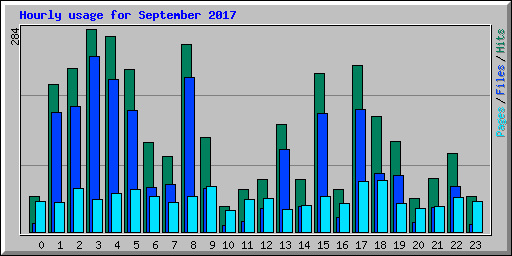 Hourly usage for September 2017
284
Pages/Files/Hits
0 1 2 3 4 5 6 7 8 9 10 11 12 13 14 15 16 17 18 19 20 21 22 23